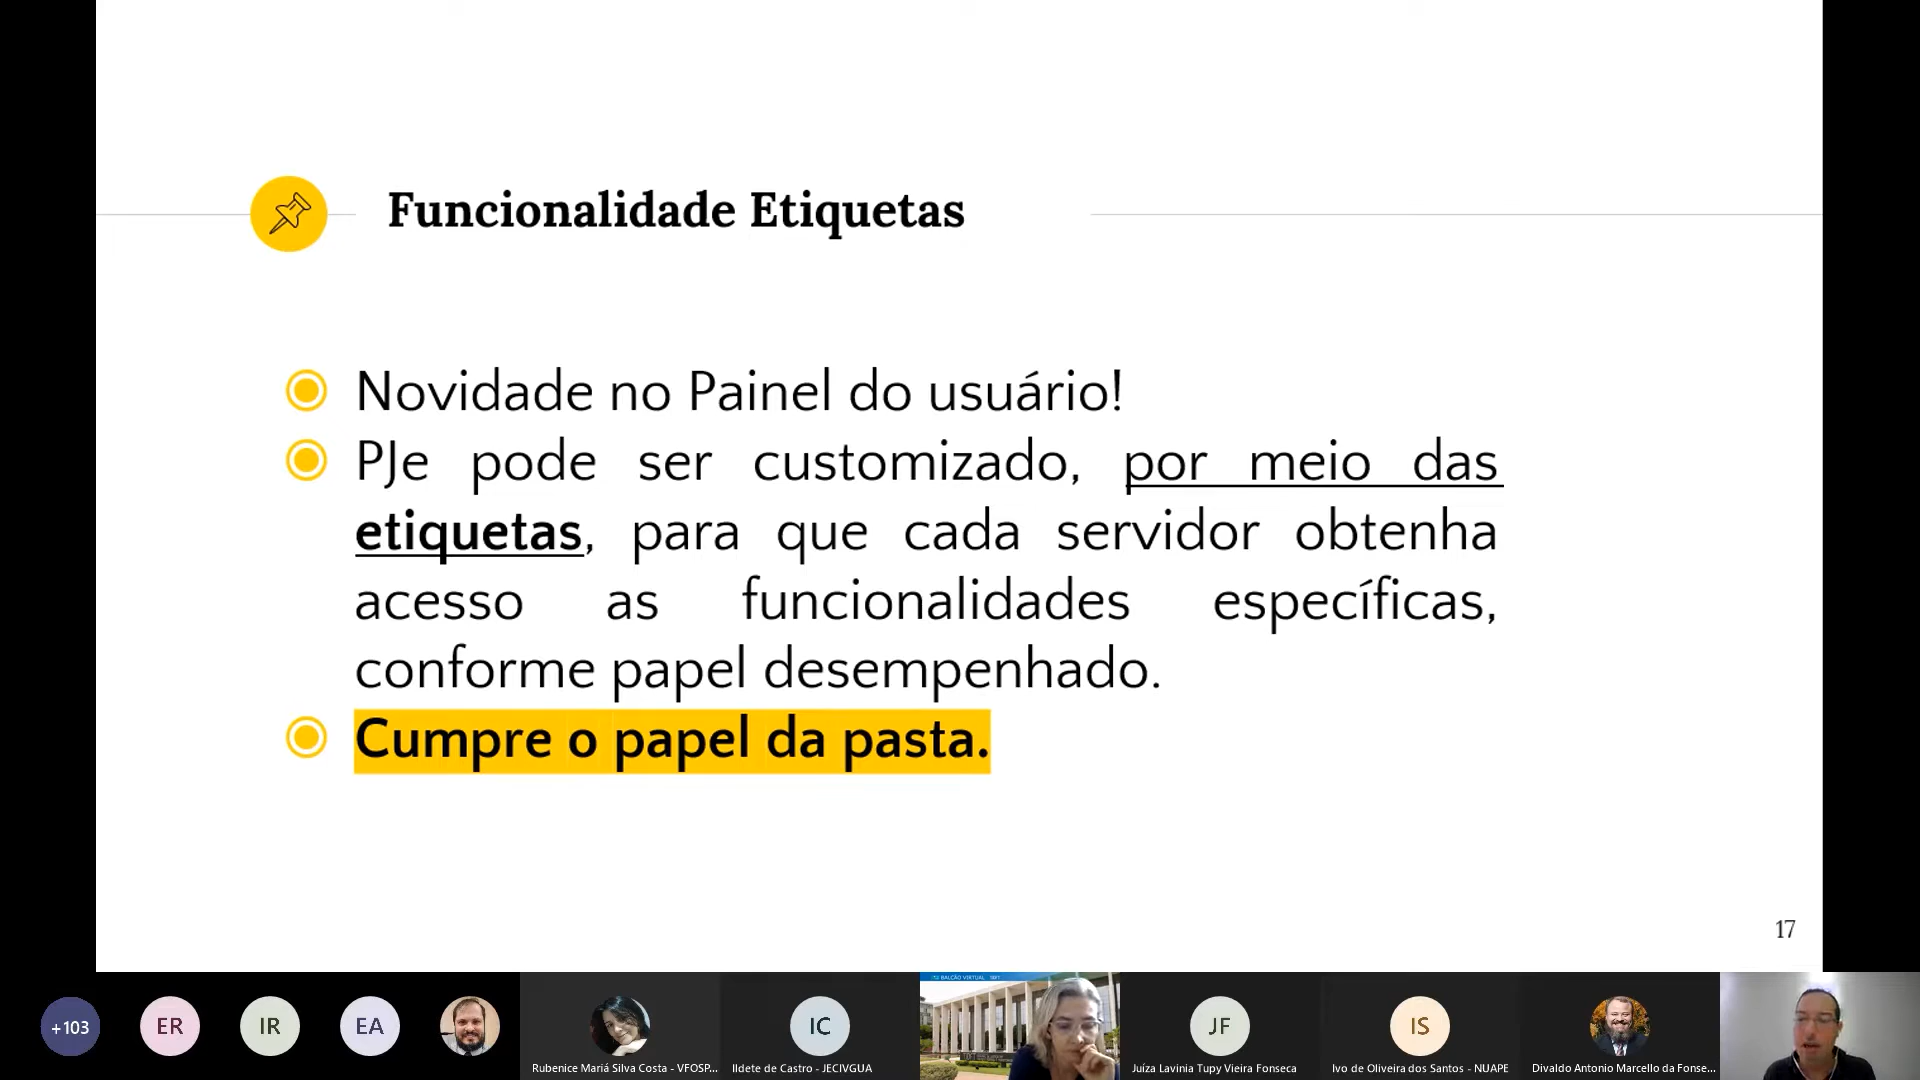 Funcionalidade Etiquetas
Novidade no Painel do usuário!
PJe pode ser customizado, por meio das
etiquetas, para que cada servidor obtenha
acesso as funcionalidades específicas,
conforme papel desempenhado.
Cumpre o papel da pasta.
17
+103
ER
IR
EA
Rubenice Mariá Silva Costa - VFOSP...
IC
Ildete de Castro - JECIVGUA
BALCÃO VIRTUAL
JF
Juíza Lavinia Tupy Vieira Fonseca
IS
Ivo de Oliveira dos Santos - NUAPE
Divaldo Antonio Marcello da Fonse...